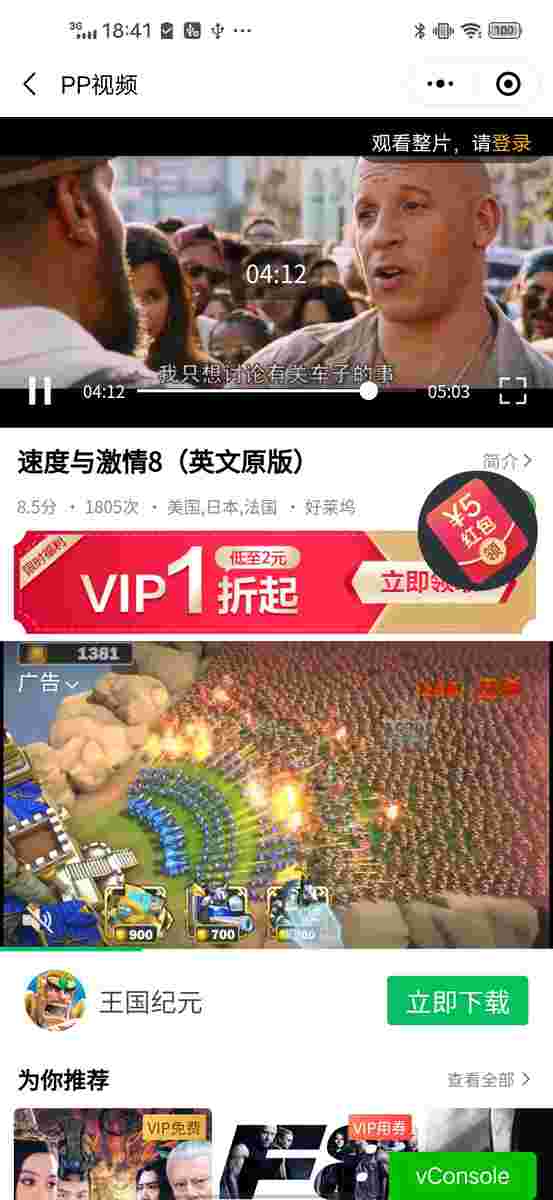 3G 18:41 100
PP视频
观看整片，请登录
04:12
我只想讨论有关车子的事
04:12 05:03
速度与激情8（英文原版）
简介
8.5分 · 1805次 · 美国,日本,法国 · 好莱坞
¥5
红包
领
限时福利
VIP1折起
低至2元
立即领
1381
广告
900 700
王国纪元
立即下载
为你推荐
查看全部
VIP免费
VIP用券
F8
vConsole